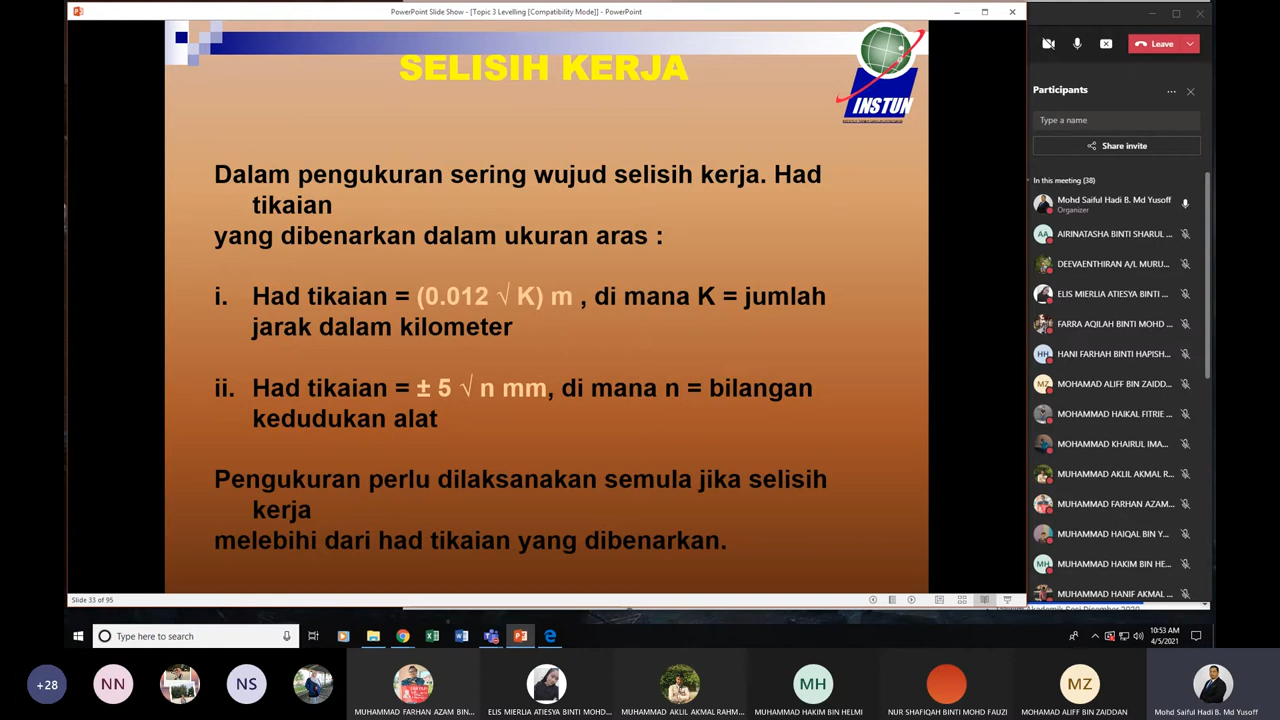 PowerPoint Slide Show - [Topic 3 Levelling [Compatibility Mode]] - PowerPoint
SELISIH KERJA
INSTUN
Dalam pengukuran sering wujud selisih kerja. Had
tikaian
yang dibenarkan dalam ukuran aras :
i. Had tikaian = (0.012 √ K) m , di mana K = jumlah
jarak dalam kilometer
ii. Had tikaian = ± 5 √ n mm, di mana n = bilangan
kedudukan alat
Pengukuran perlu dilaksanakan semula jika selisih
kerja
melebihi dari had tikaian yang dibenarkan.
Slide 33 of 95
Leave
Participants
Type a name
Share invite
In this meeting (38)
Mohd Saiful Hadi B. Md Yusoff
Organizer
AA AIRINATASHA BINTI SHARUL ...
DEEVAENTHIRAN A/L MURU...
ELIS MIERLIA ATIESYA BINTI ...
FARRA AQILAH BINTI MOHD ...
HH HANI FARHAH BINTI HAPISH...
MZ MOHAMAD ALIFF BIN ZAIDD...
MOHAMMAD HAIKAL FITRIE ...
MOHAMMAD KHAIRUL IMA...
MUHAMMAD AKLIL AKMAL R...
MUHAMMAD FARHAN AZAM...
MUHAMMAD HAIQAL BIN Y...
MH MUHAMMAD HAKIM BIN HE...
MUHAMMAD HANIF AKMAL ...
Type here to search
10:53 AM
4/5/2021
+28
NN
NS
MH
MZ
MUHAMMAD FARHAN AZAM BIN...
ELIS MIERLIA ATIESYA BINTI MOHD...
MUHAMMAD AKLIL AKMAL RAHM...
MUHAMMAD HAKIM BIN HELMI
NUR SHAFIQAH BINTI MOHD FAUZI
MOHAMAD ALIFF BIN ZAIDDAN
Mohd Saiful Hadi B. Md Yusoff